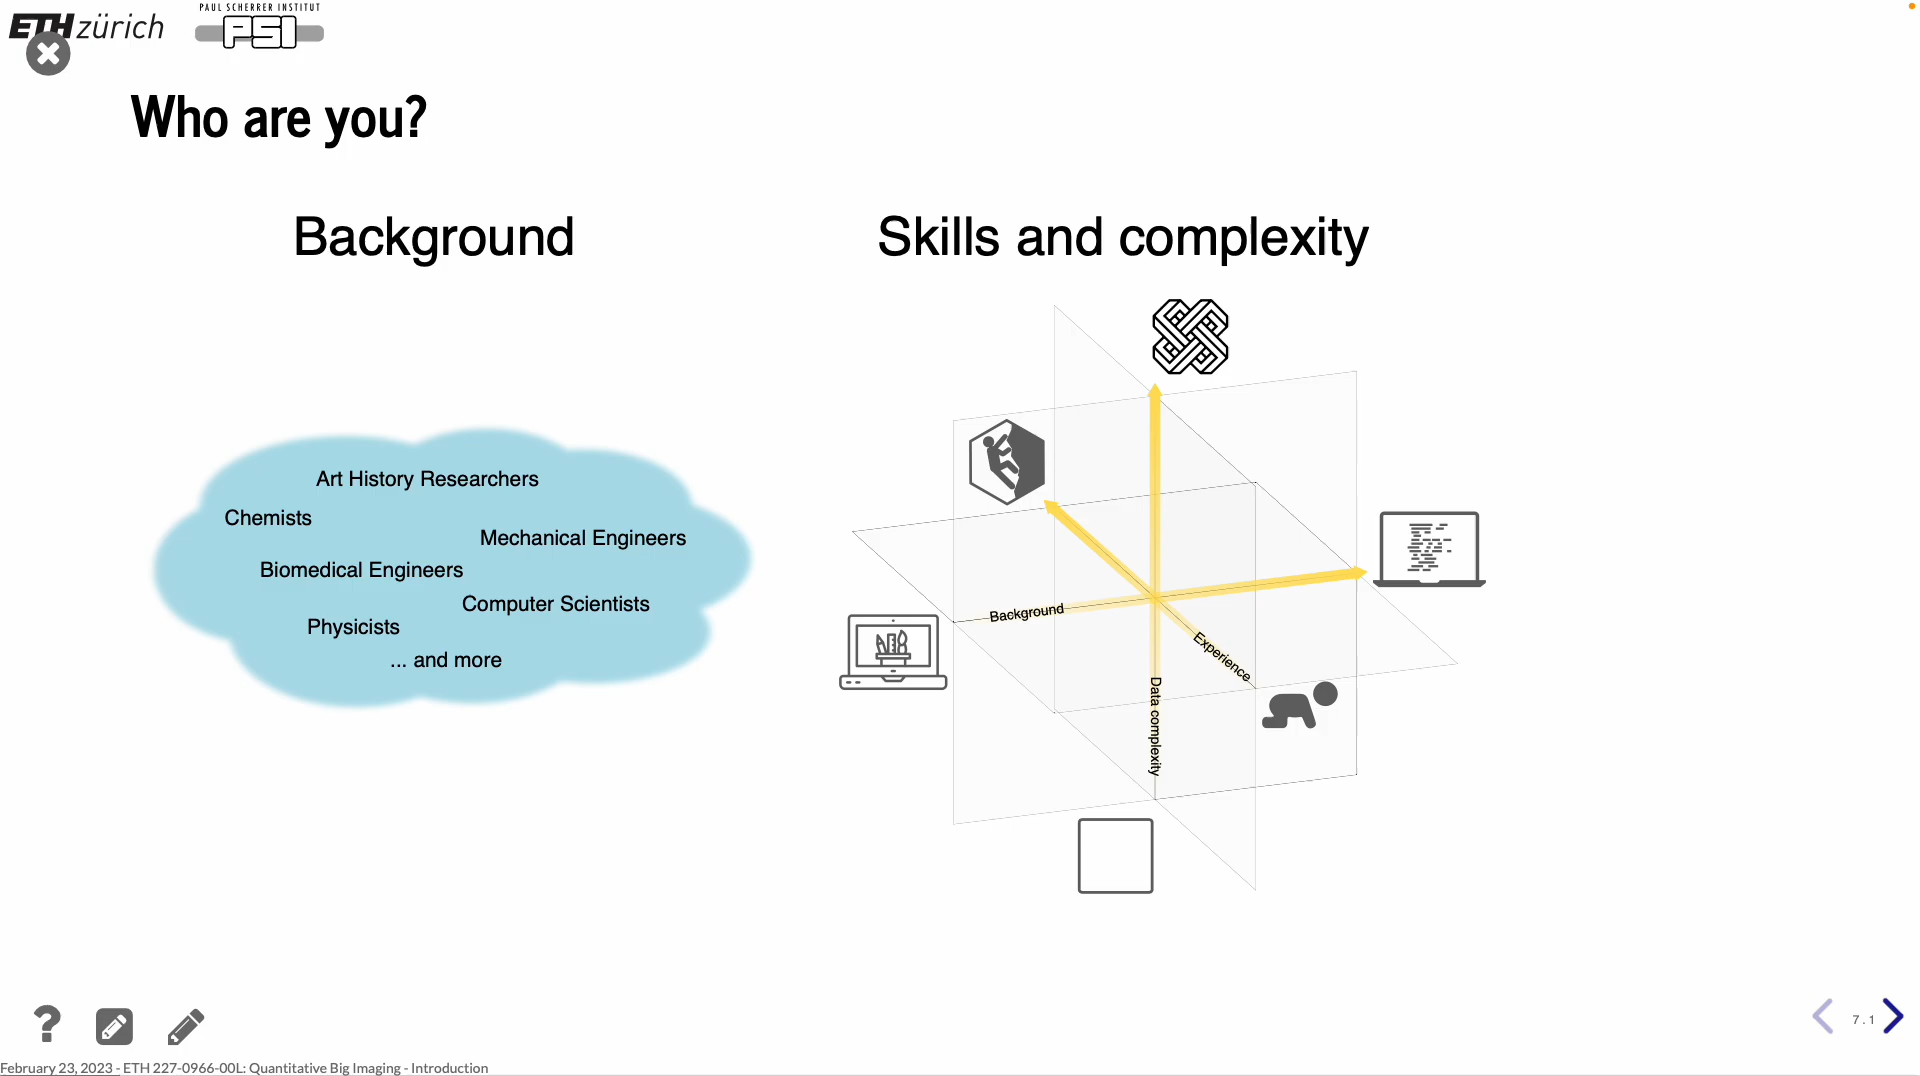 ETH zürich
PAUL SCHERRER INSTITUT
PSI
Who are you?
Background
Skills and complexity
Art History Researchers
Chemists
Mechanical Engineers
Biomedical Engineers
Computer Scientists
Physicists
... and more
Background
Experience
Data complexity
7.1
February 23, 2023 - ETH 227-0966-00L: Quantitative Big Imaging - Introduction